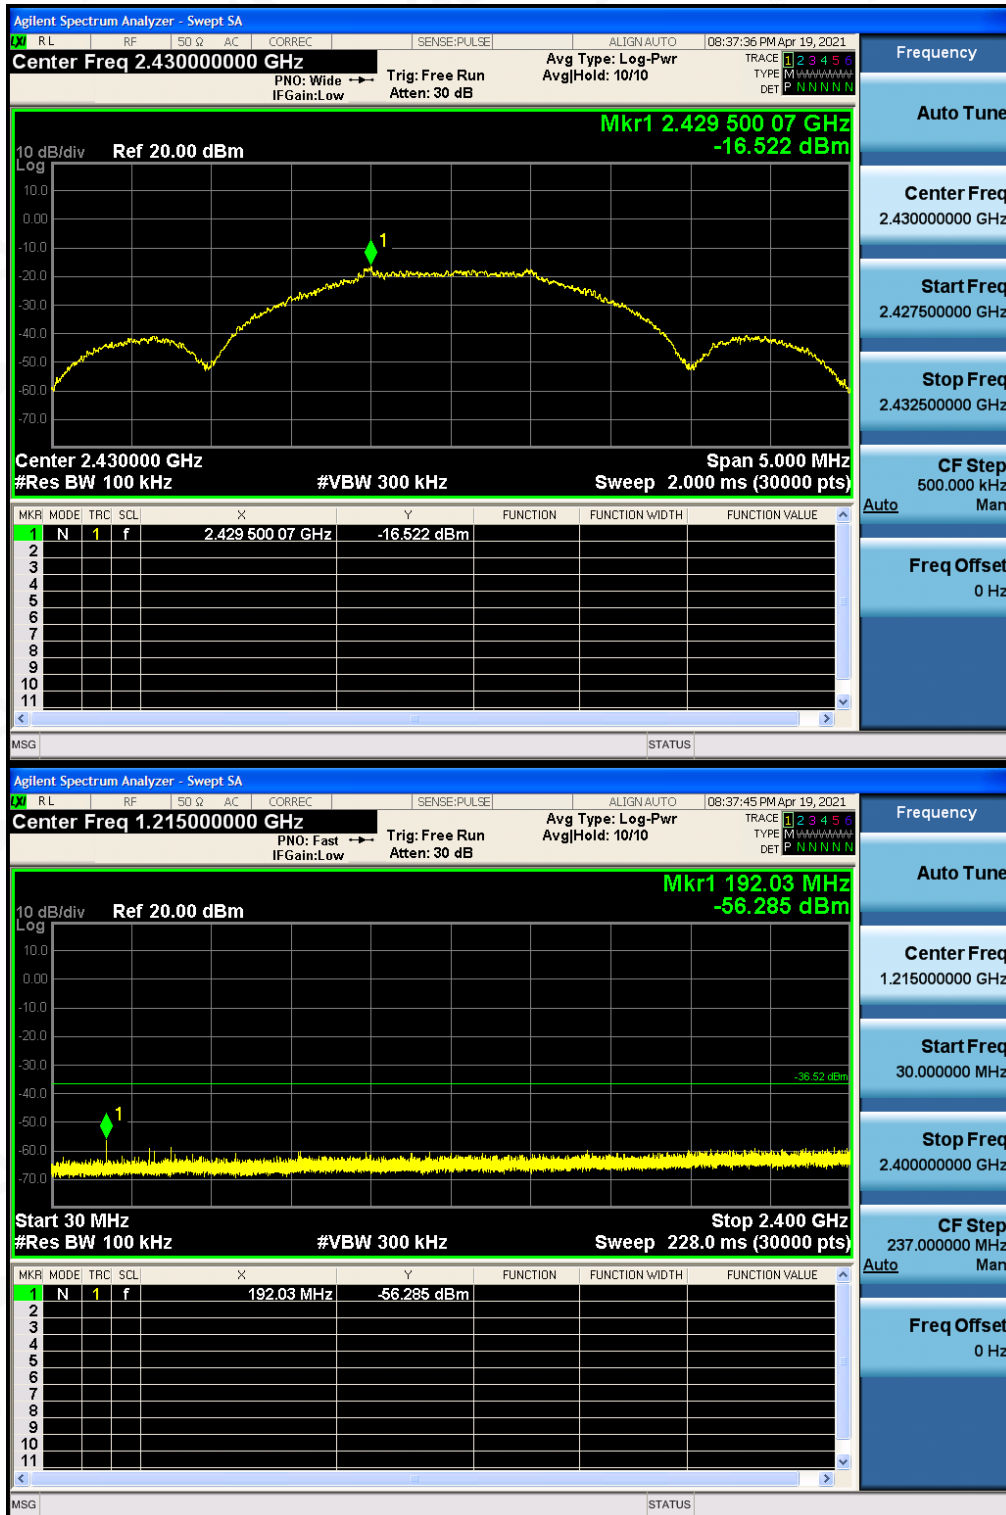 Agilent Spectrum Analyzer - Swept SA
LXI RL RF 50 Ω AC CORREC SENSE:PULSE ALIGN AUTO 08:37:36 PM Apr 19, 2021
Center Freq 2.430000000 GHz
PNO: Wide
IFGain:Low
Trig: Free Run
Atten: 30 dB
Avg Type: Log-Pwr
Avg|Hold: 10/10
TRACE 1 2 3 4 5 6
TYPE M
DET P N N N N N
Mkr1 2.429 500 07 GHz
-16.522 dBm
10 dB/div Ref 20.00 dBm
Log
10.0
0.00
-10.0
-20.0
-30.0
-40.0
-50.0
-60.0
-70.0
1
Center 2.430000 GHz Span 5.000 MHz
#Res BW 100 kHz #VBW 300 kHz Sweep 2.000 ms (30000 pts)
MKR MODE TRC SCL X Y FUNCTION FUNCTION WIDTH FUNCTION VALUE
1 N 1 f 2.429 500 07 GHz -16.522 dBm
2
3
4
5
6
7
8
9
10
11
MSG STATUS
Frequency
Auto Tune
Center Freq
2.430000000 GHz
Start Freq
2.427500000 GHz
Stop Freq
2.432500000 GHz
CF Step
500.000 kHz
Auto Man
Freq Offset
0 Hz
Agilent Spectrum Analyzer - Swept SA
LXI RL RF 50 Ω AC CORREC SENSE:PULSE ALIGN AUTO 08:37:45 PM Apr 19, 2021
Center Freq 1.215000000 GHz
PNO: Fast
IFGain:Low
Trig: Free Run
Atten: 30 dB
Avg Type: Log-Pwr
Avg|Hold: 10/10
TRACE 1 2 3 4 5 6
TYPE M
DET P N N N N N
Mkr1 192.03 MHz
-56.285 dBm
10 dB/div Ref 20.00 dBm
Log
10.0
0.00
-10.0
-20.0
-30.0
-40.0
-50.0
-60.0
-70.0
-36.52 dBm
1
Start 30 MHz Stop 2.400 GHz
#Res BW 100 kHz #VBW 300 kHz Sweep 228.0 ms (30000 pts)
MKR MODE TRC SCL X Y FUNCTION FUNCTION WIDTH FUNCTION VALUE
1 N 1 f 192.03 MHz -56.285 dBm
2
3
4
5
6
7
8
9
10
11
MSG STATUS
Frequency
Auto Tune
Center Freq
1.215000000 GHz
Start Freq
30.000000 MHz
Stop Freq
2.400000000 GHz
CF Step
237.000000 MHz
Auto Man
Freq Offset
0 Hz